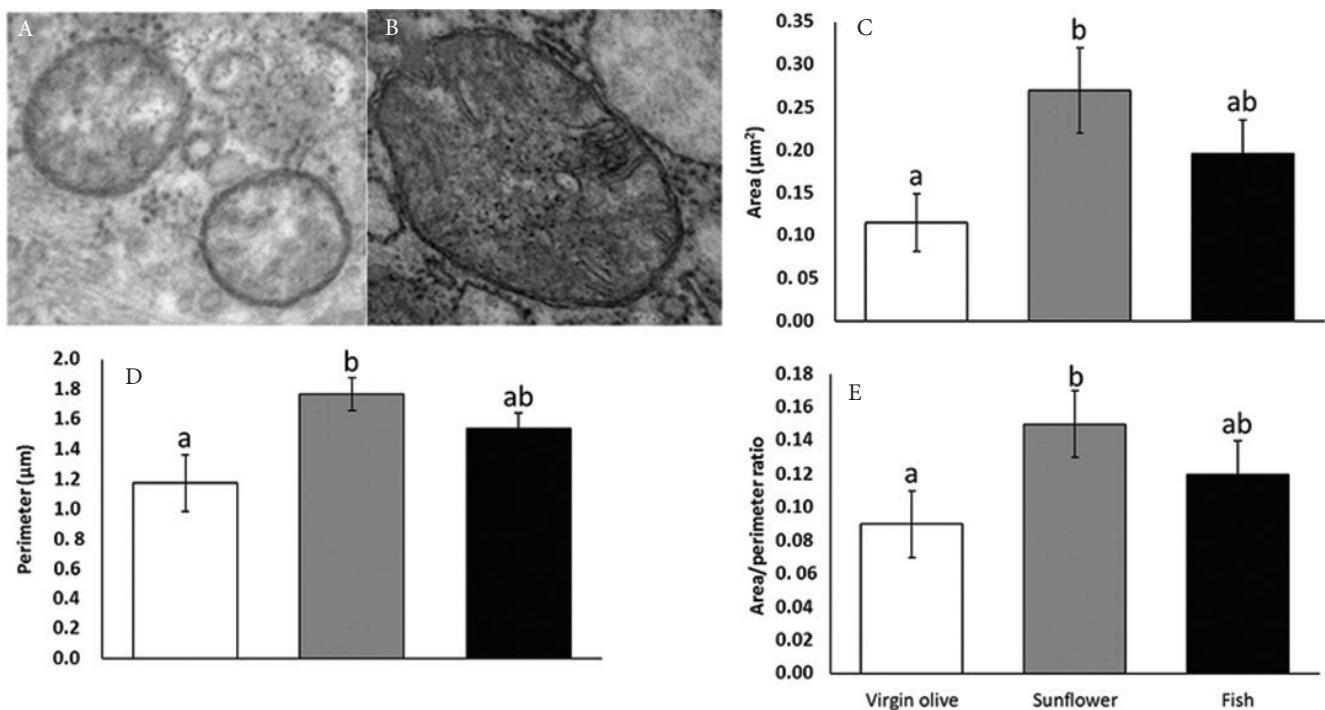 A
B
C
Area (µm²)
0.35
0.30
0.25
0.20
0.15
0.10
0.05
0.00
a
b
ab
D
Perimeter (µm)
2.0
1.8
1.6
1.4
1.2
1.0
0.8
0.6
0.4
0.2
0.0
a
b
ab
E
Area/perimeter ratio
0.18
0.16
0.14
0.12
0.10
0.08
0.06
0.04
0.02
0.00
a
b
ab
Virgin olive Sunflower Fish